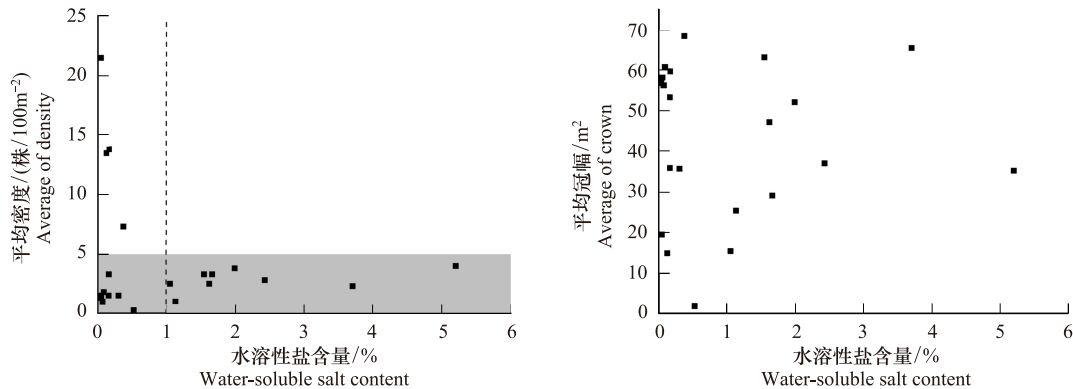 25
20
15
10
5
0
平均密度/(株/100m⁻²)
Average of density
0 1 2 3 4 5 6
水溶性盐含量/%
Water-soluble salt content
70
60
50
40
30
20
10
0
平均冠幅/m²
Average of crown
0 1 2 3 4 5 6
水溶性盐含量/%
Water-soluble salt content